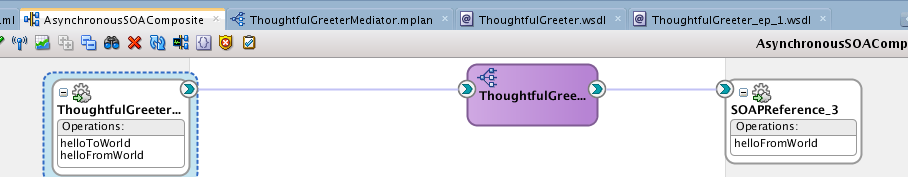 .ml
AsynchronousSOAComposite
ThoughtfulGreeterMediator.mplan
ThoughtfulGreeter.wsdl
ThoughtfulGreeter_ep_1.wsdl
AsynchronousSOAComp
ThoughtfulGreeter...
Operations:
helloToWorld
helloFromWorld
ThoughtfulGree...
SOAPReference_3
Operations:
helloFromWorld